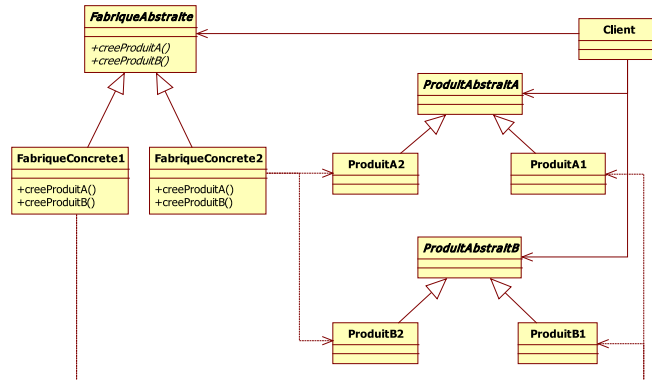 FabriqueAbstraite
+creeProduitA()
+creeProduitB()
Client
ProduitAbstraitA
FabriqueConcrete1
+creeProduitA()
+creeProduitB()
FabriqueConcrete2
+creeProduitA()
+creeProduitB()
ProduitA2
ProduitA1
ProduitAbstraitB
ProduitB2
ProduitB1